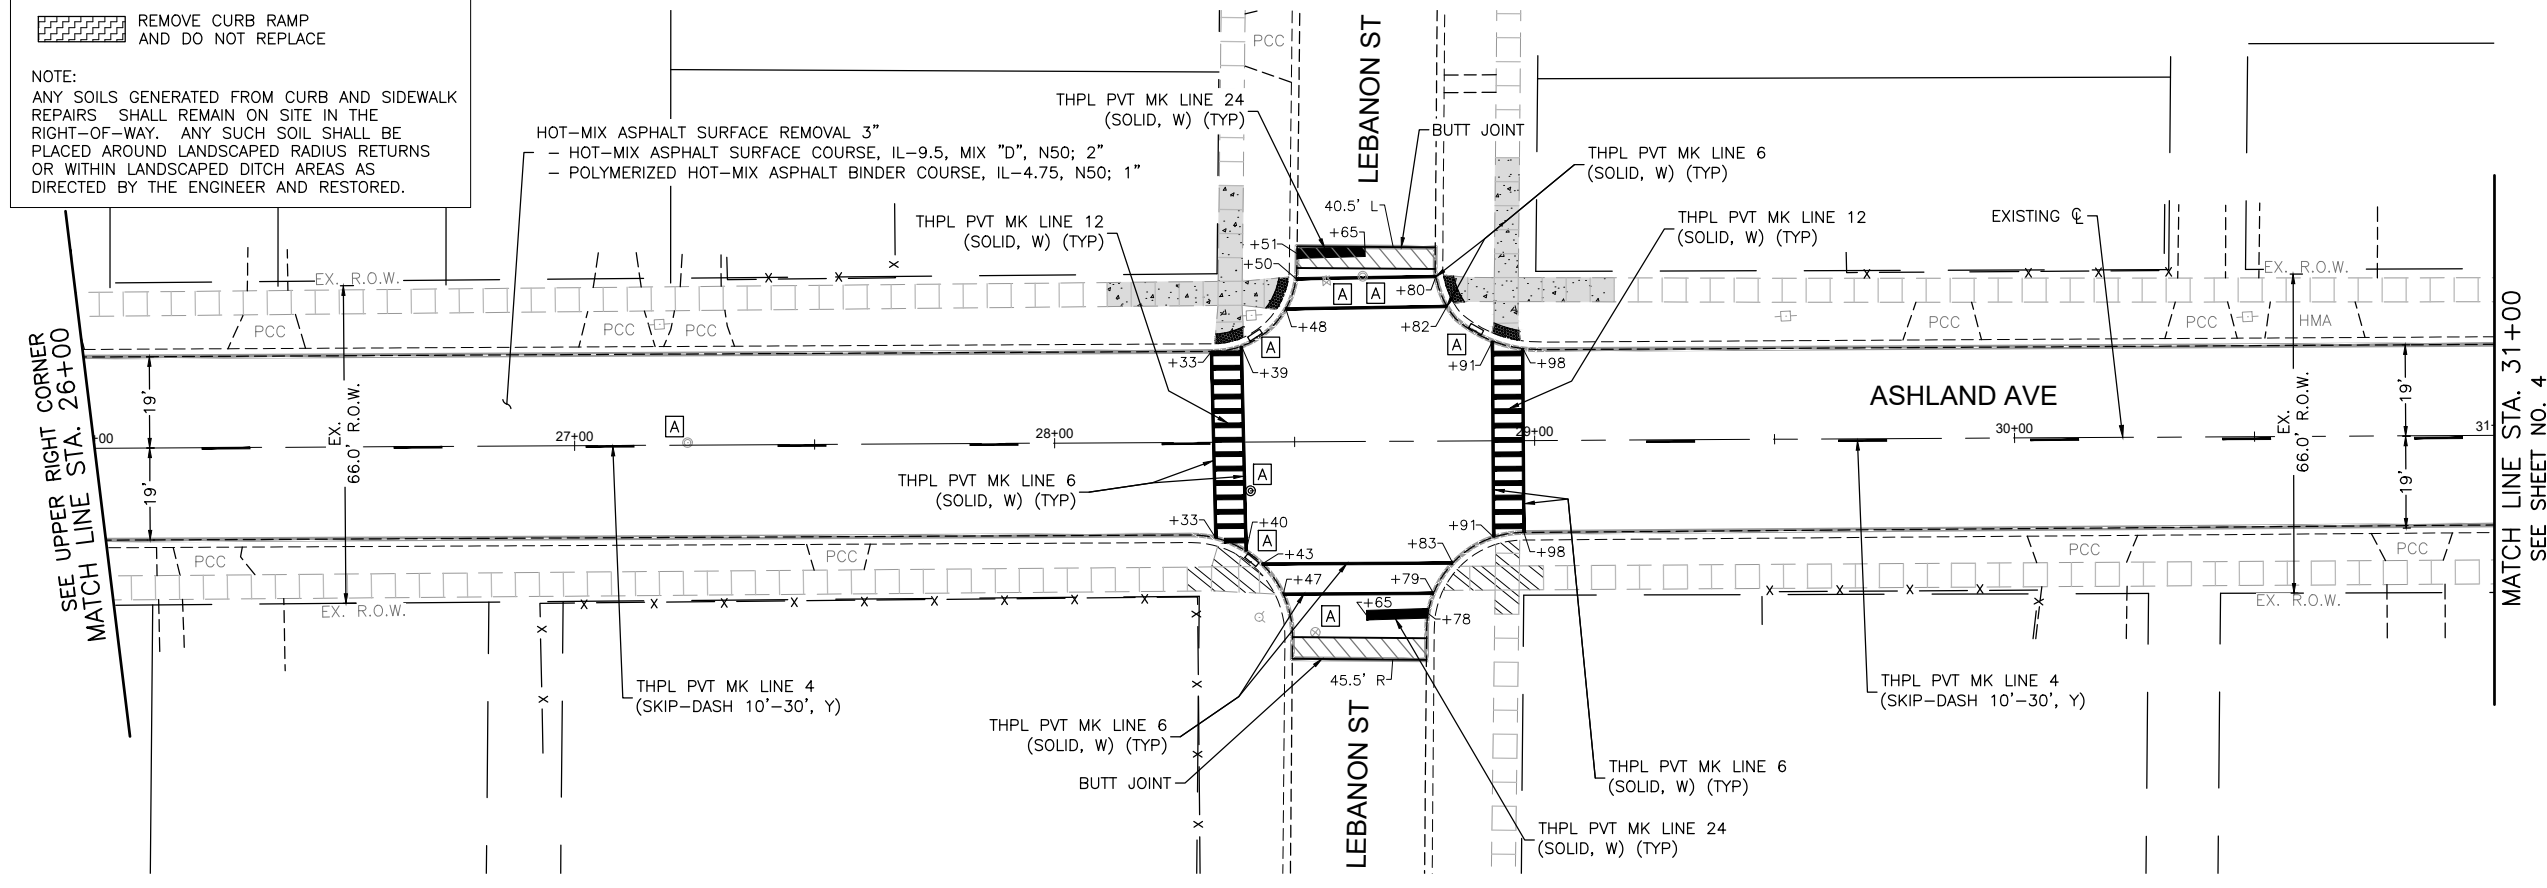 REMOVE CURB RAMP
AND DO NOT REPLACE
NOTE:
ANY SOILS GENERATED FROM CURB AND SIDEWALK
REPAIRS SHALL REMAIN ON SITE IN THE
RIGHT-OF-WAY. ANY SUCH SOIL SHALL BE
PLACED AROUND LANDSCAPED RADIUS RETURNS
OR WITHIN LANDSCAPED DITCH AREAS AS
DIRECTED BY THE ENGINEER AND RESTORED.
HOT-MIX ASPHALT SURFACE REMOVAL 3"
- HOT-MIX ASPHALT SURFACE COURSE, IL-9.5, MIX "D", N50; 2"
- POLYMERIZED HOT-MIX ASPHALT BINDER COURSE, IL-4.75, N50; 1"
THPL PVT MK LINE 24
(SOLID, W) (TYP)
PCC
LEBANON ST
BUTT JOINT
THPL PVT MK LINE 6
(SOLID, W) (TYP)
THPL PVT MK LINE 12
(SOLID, W) (TYP)
THPL PVT MK LINE 12
(SOLID, W) (TYP)
EXISTING ℄
40.5' L
+65
+51
+50
+80
+48
+82
A
A
A
A
+33
+39
+91
+98
EX. R.O.W.
EX. R.O.W.
PCC
PCC
PCC
PCC
PCC
HMA
SEE UPPER RIGHT CORNER
MATCH LINE STA. 26+00
19'
19'
EX.
66.0' R.O.W.
+00
27+00
A
28+00
29+00
30+00
31+
ASHLAND AVE
EX.
66.0' R.O.W.
19'
19'
MATCH LINE STA. 31+00
SEE SHEET NO. 4
THPL PVT MK LINE 6
(SOLID, W) (TYP)
A
+33
+40
A
+43
+47
+83
+79
+91
+98
+65
+78
A
45.5' R
PCC
PCC
PCC
PCC
EX. R.O.W.
EX. R.O.W.
THPL PVT MK LINE 4
(SKIP-DASH 10'-30', Y)
THPL PVT MK LINE 4
(SKIP-DASH 10'-30', Y)
THPL PVT MK LINE 6
(SOLID, W) (TYP)
BUTT JOINT
LEBANON ST
THPL PVT MK LINE 6
(SOLID, W) (TYP)
THPL PVT MK LINE 24
(SOLID, W) (TYP)